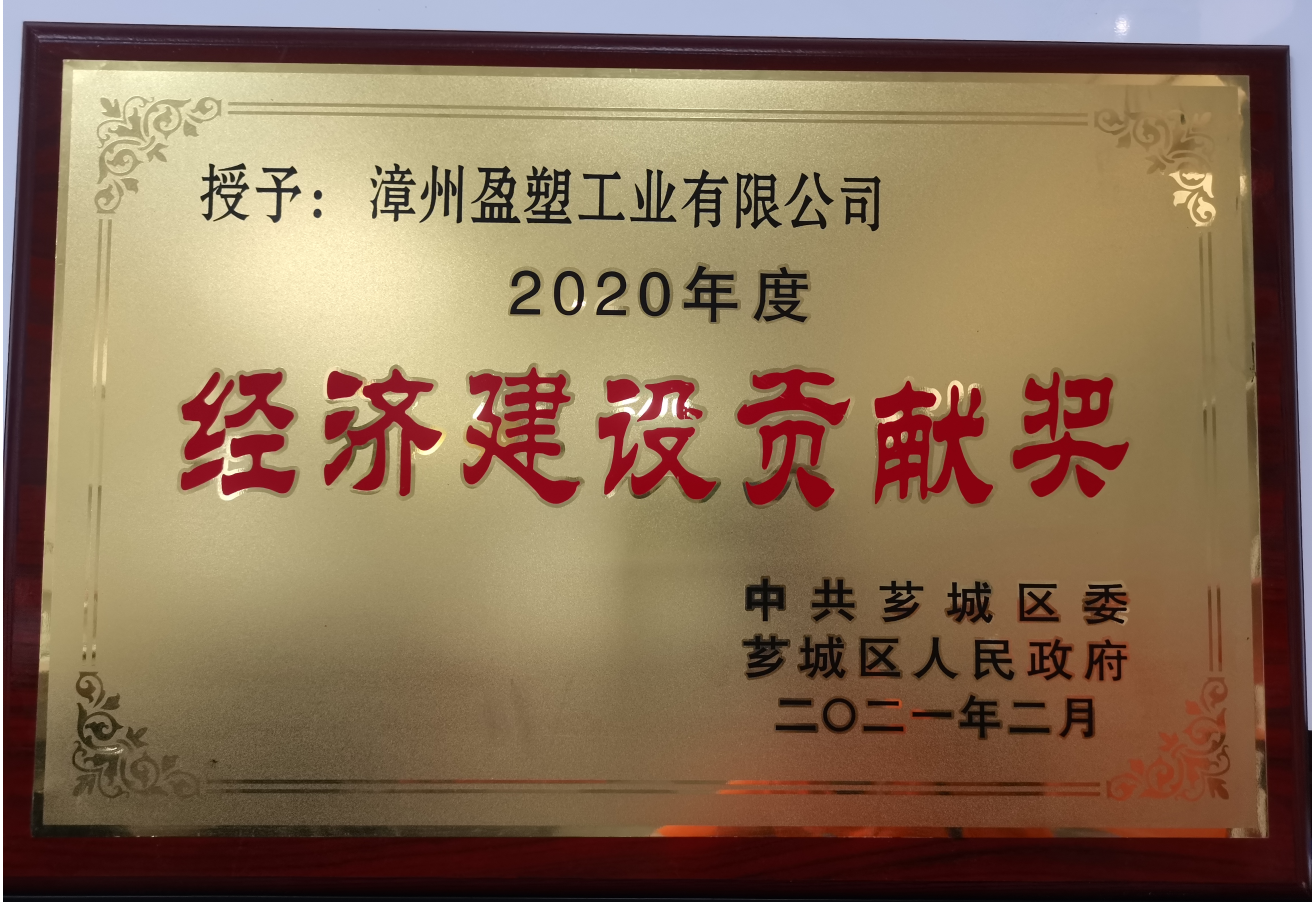 授予：漳州盈塑工业有限公司
2020年度
经济建设贡献奖
中共芗城区委
芗城区人民政府
二〇二一年二月